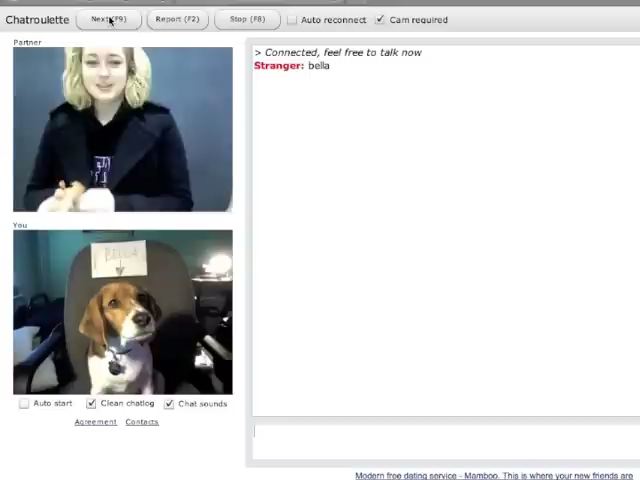 Chatroulette Next (F9) Report (F2) Stop (F8) Auto reconnect Cam required
Partner
> Connected, feel free to talk now
Stranger: bella
You
BELLA
Auto start Clean chatlog Chat sounds
Agreement Contacts
Modern free dating service - Mamboo. This is where your new friends are